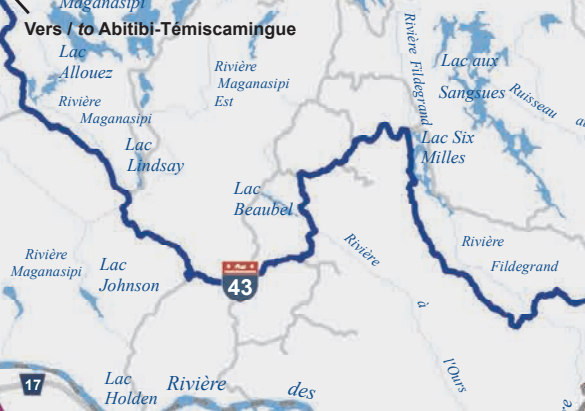 Maganasipi
Vers / to Abitibi-Témiscamingue
Lac
Allouez
Rivière
Maganasipi
Est
Rivière
Maganasipi
Lac
Lindsay
Rivière Fildegrand
Lac aux
Sangsues
Ruisseau
Lac Six
Milles
Lac
Beaubel
Rivière
à
l'Ours
Rivière
Fildegrand
Rivière
Maganasipi
Lac
Johnson
43
17
Lac
Holden
Rivière
des